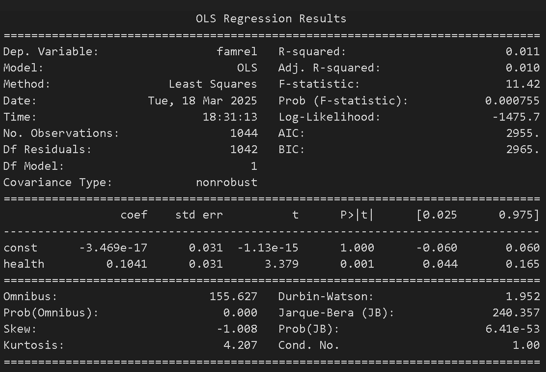 OLS Regression Results
==============================================================================
Dep. Variable:                 famrel   R-squared:                       0.011
Model:                            OLS   Adj. R-squared:                  0.010
Method:                 Least Squares   F-statistic:                     11.42
Date:                Tue, 18 Mar 2025   Prob (F-statistic):           0.000755
Time:                        18:31:13   Log-Likelihood:                -1475.7
No. Observations:                1044   AIC:                             2955.
Df Residuals:                    1042   BIC:                             2965.
Df Model:                           1
Covariance Type:            nonrobust
==============================================================================
                 coef    std err          t      P>|t|      [0.025      0.975]
------------------------------------------------------------------------------
const      -3.469e-17      0.031  -1.13e-15      1.000      -0.060       0.060
health         0.1041      0.031      3.379      0.001       0.044       0.165
==============================================================================
Omnibus:                      155.627   Durbin-Watson:                   1.952
Prob(Omnibus):                  0.000   Jarque-Bera (JB):              240.357
Skew:                          -1.008   Prob(JB):                     6.41e-53
Kurtosis:                       4.207   Cond. No.                         1.00
==============================================================================